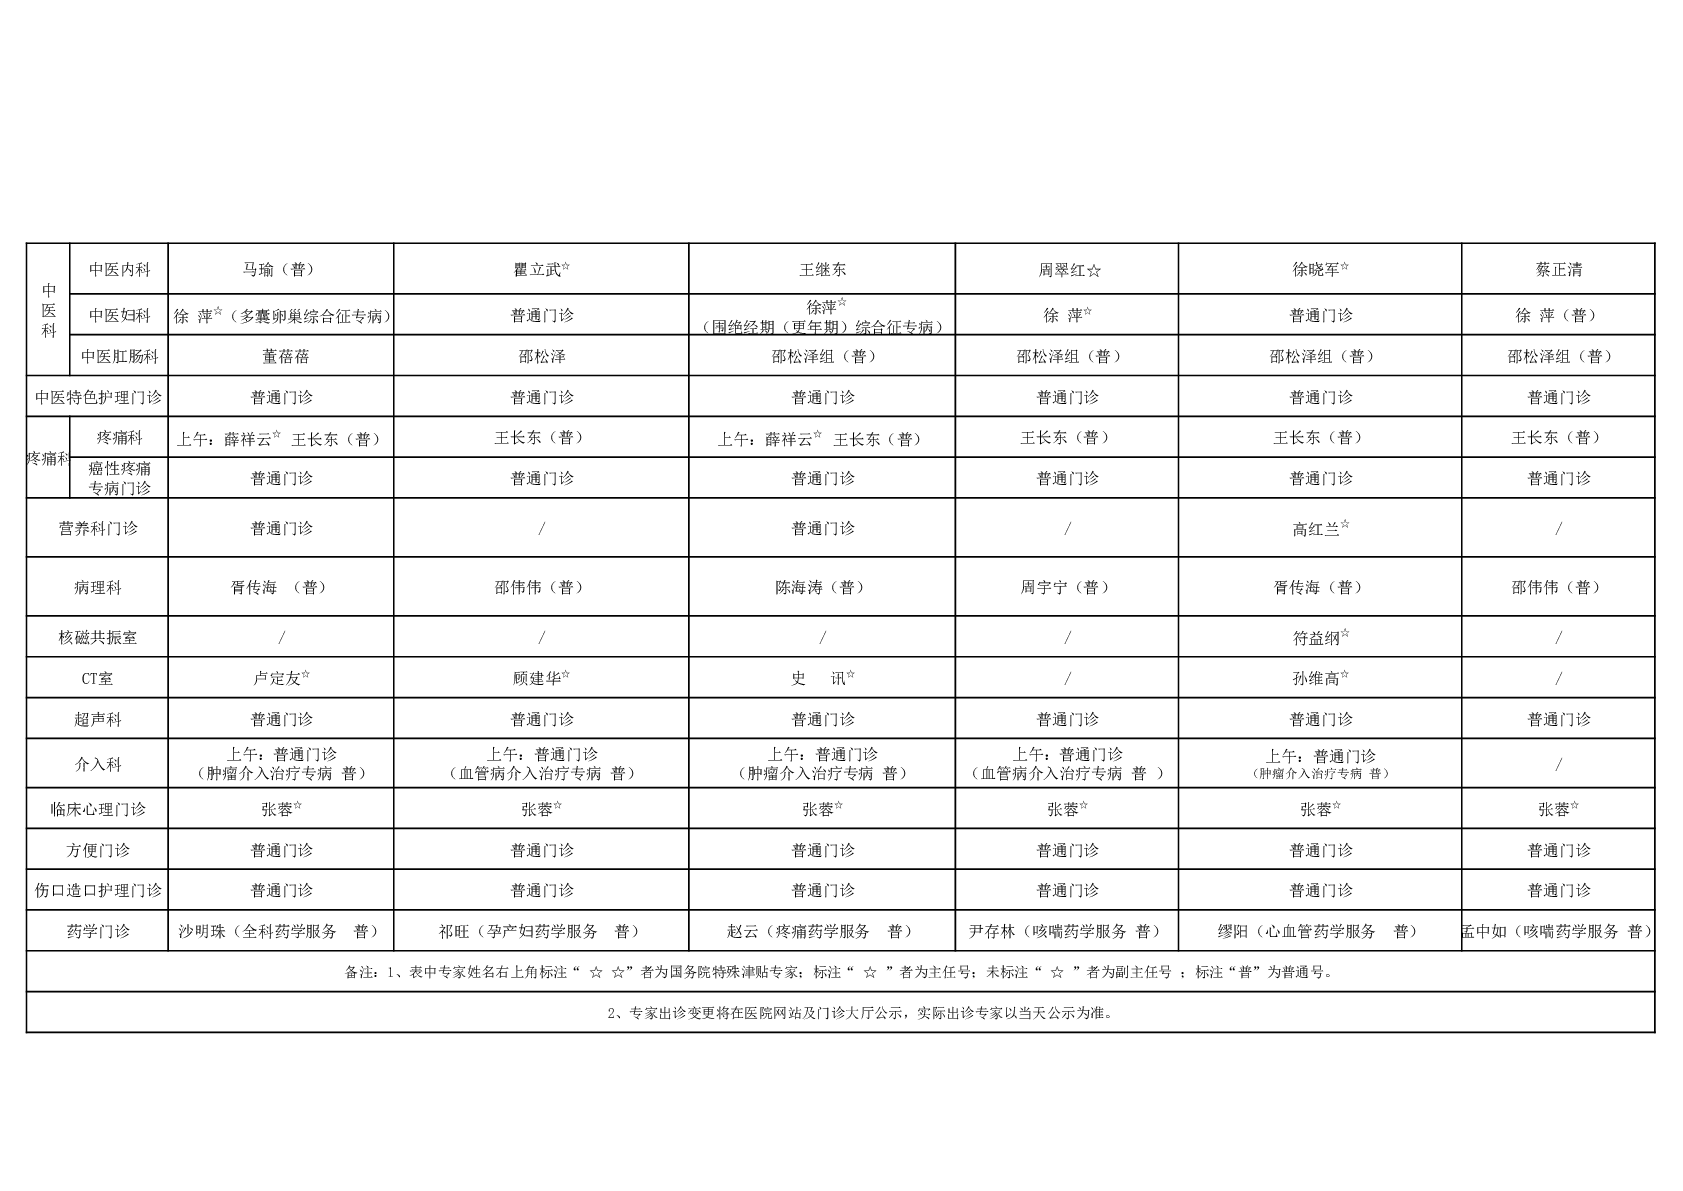 中医科 中医内科 马瑜（普） 瞿立武☆ 王继东 周翠红☆ 徐晓军☆ 蔡正清
中医妇科 徐 萍☆（多囊卵巢综合征专病） 普通门诊 徐萍☆（围绝经期（更年期）综合征专病） 徐 萍☆ 普通门诊 徐 萍（普）
中医肛肠科 董蓓蓓 邵松泽 邵松泽组（普） 邵松泽组（普） 邵松泽组（普） 邵松泽组（普）
中医特色护理门诊 普通门诊 普通门诊 普通门诊 普通门诊 普通门诊 普通门诊
疼痛科 疼痛科 上午：薛祥云☆ 王长东（普） 王长东（普） 上午：薛祥云☆ 王长东（普） 王长东（普） 王长东（普） 王长东（普）
癌性疼痛专病门诊 普通门诊 普通门诊 普通门诊 普通门诊 普通门诊 普通门诊
营养科门诊 普通门诊 / 普通门诊 / 高红兰☆ /
病理科 胥传海 （普） 邵伟伟（普） 陈海涛（普） 周宇宁（普） 胥传海（普） 邵伟伟（普）
核磁共振室 / / / / 符益纲☆ /
CT室 卢定友☆ 顾建华☆ 史 讯☆ / 孙维高☆ /
超声科 普通门诊 普通门诊 普通门诊 普通门诊 普通门诊 普通门诊
介入科 上午：普通门诊（肿瘤介入治疗专病 普） 上午：普通门诊（血管病介入治疗专病 普） 上午：普通门诊（肿瘤介入治疗专病 普） 上午：普通门诊（血管病介入治疗专病 普 ） 上午：普通门诊（肿瘤介入治疗专病 普） /
临床心理门诊 张蓉☆ 张蓉☆ 张蓉☆ 张蓉☆ 张蓉☆ 张蓉☆
方便门诊 普通门诊 普通门诊 普通门诊 普通门诊 普通门诊 普通门诊
伤口造口护理门诊 普通门诊 普通门诊 普通门诊 普通门诊 普通门诊 普通门诊
药学门诊 沙明珠（全科药学服务 普） 祁旺（孕产妇药学服务 普） 赵云（疼痛药学服务 普） 尹存林（咳喘药学服务 普） 缪阳（心血管药学服务 普） 孟中如（咳喘药学服务 普）
备注：1、表中专家姓名右上角标注“ ☆ ☆”者为国务院特殊津贴专家；标注“ ☆ ”者为主任号；未标注“ ☆ ”者为副主任号 ；标注“普”为普通号。
2、专家出诊变更将在医院网站及门诊大厅公示，实际出诊专家以当天公示为准。